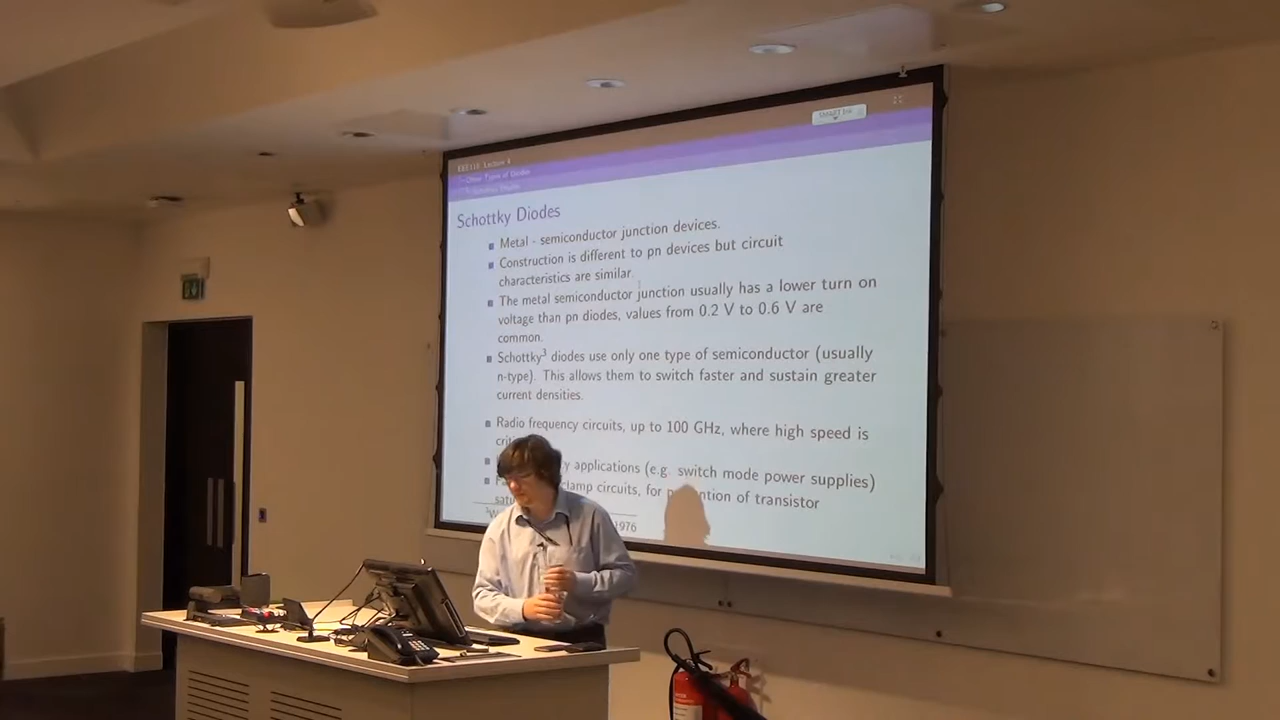 SMART Ink
EEE118: Lecture 4
Other Types of Diodes
Schottky Diodes
Schottky Diodes
Metal - semiconductor junction devices.
Construction is different to pn devices but circuit
characteristics are similar.
The metal semiconductor junction usually has a lower turn on
voltage than pn diodes, values from 0.2 V to 0.6 V are
common.
Schottky3 diodes use only one type of semiconductor (usually
n-type). This allows them to switch faster and sustain greater
current densities.
Radio frequency circuits, up to 100 GHz, where high speed is
applications (e.g. switch mode power supplies)
clamp circuits, for of transistor
1976